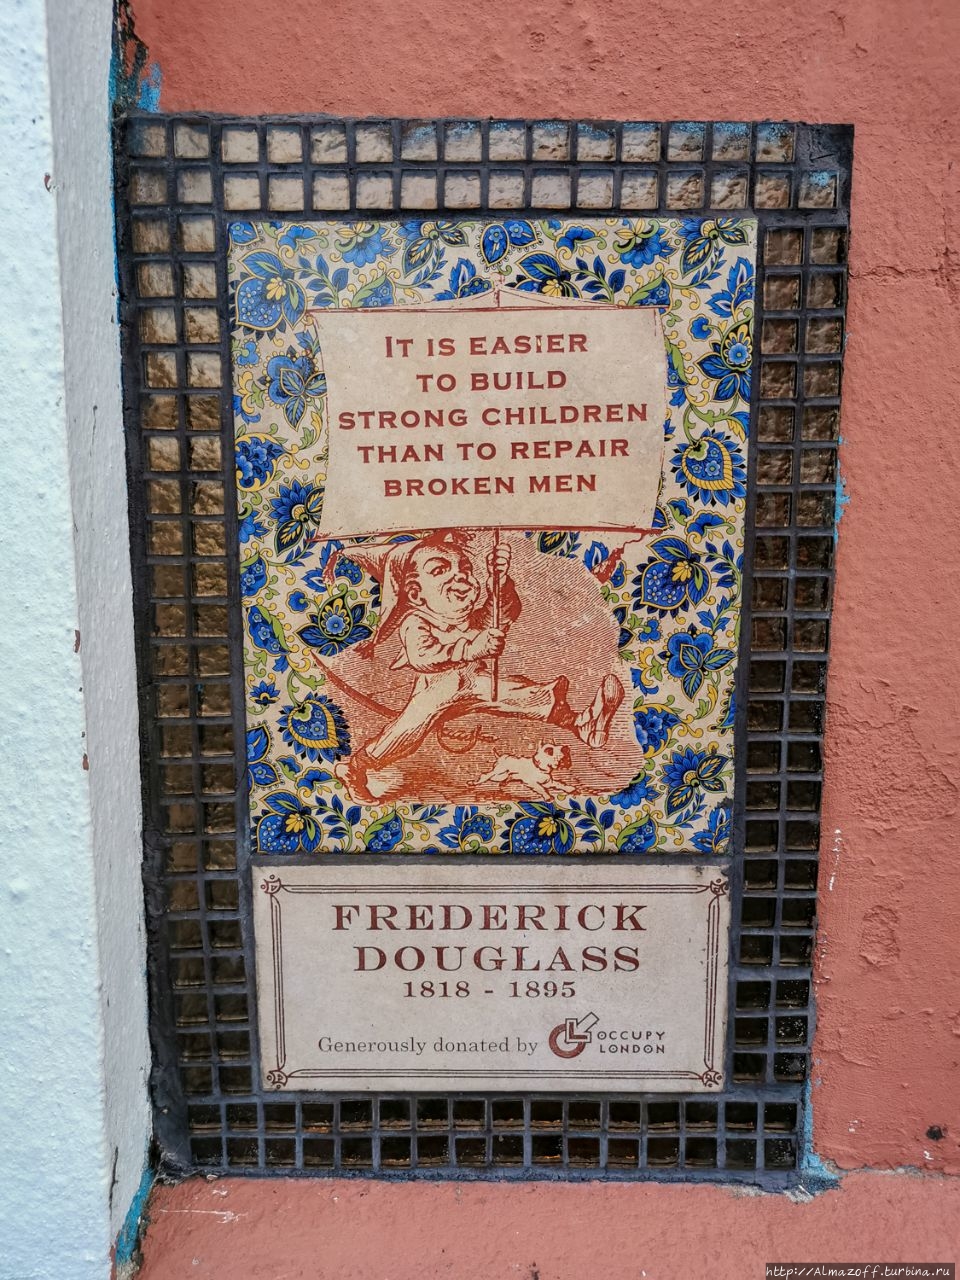 IT IS EASIER
TO BUILD
STRONG CHILDREN
THAN TO REPAIR
BROKEN MEN
FREDERICK
DOUGLASS
1818 - 1895
Generously donated by OCCUPY
LONDON
http://Almazoff.turbina.ru